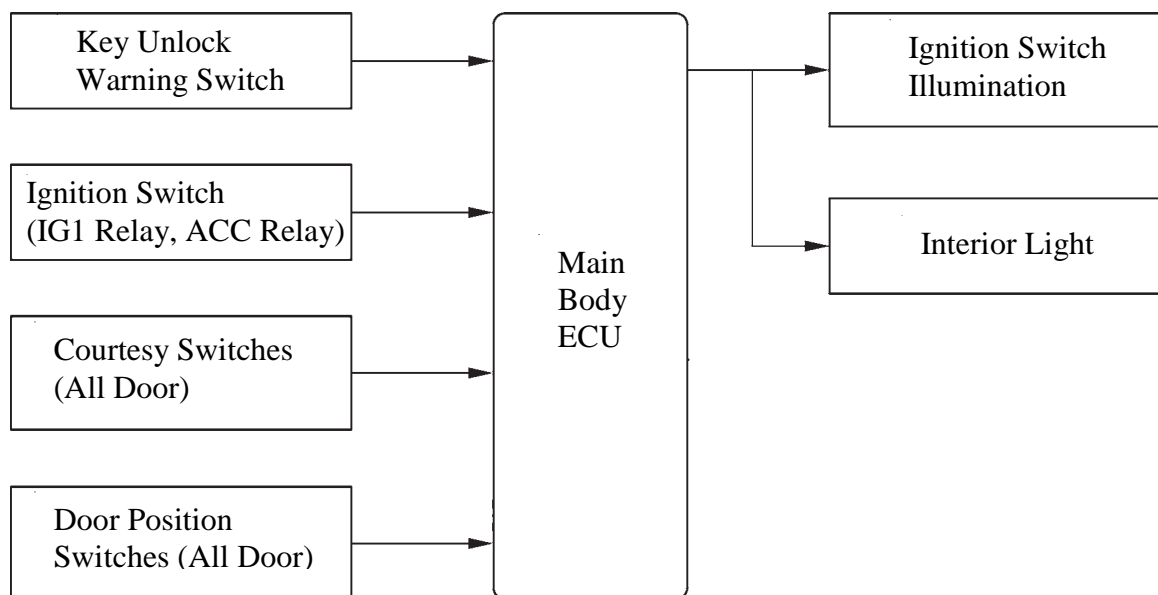 Key Unlock
Warning Switch
Ignition Switch
(IG1 Relay, ACC Relay)
Courtesy Switches
(All Door)
Door Position
Switches (All Door)
Main
Body
ECU
Ignition Switch
Illumination
Interior Light